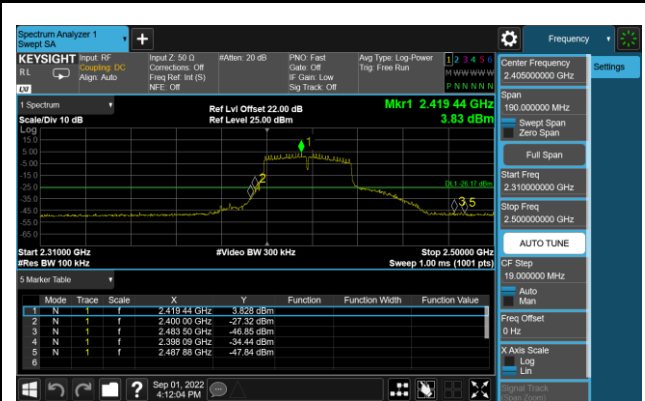 Spectrum Analyzer 1
Swept SA
Frequency
KEYSIGHT Input: RF Input Z: 50 Ω #Atten: 20 dB PNO: Fast Avg Type: Log-Power 1 2 3 4 5 6
RL Coupling: DC Corrections: Off Gate: Off Trig: Free Run M W W W W W
Align: Auto Freq Ref: Int (S) IF Gain: Low
NFE: Off Sig Track: Off P N N N N N
LXI
Center Frequency
2.405000000 GHz
Settings
1 Spectrum
Scale/Div 10 dB
Ref Lvl Offset 22.00 dB
Ref Level 25.00 dBm
Mkr1 2.419 44 GHz
3.83 dBm
Span
190.000000 MHz
Swept Span
Zero Span
Full Span
Log
15.0
5.00
-5.00
-15.0
-25.0
-35.0
-45.0
-55.0
-65.0
1
2
3 5
DL1 -26.17 dBm
Start Freq
2.310000000 GHz
Stop Freq
2.500000000 GHz
AUTO TUNE
Start 2.31000 GHz #Video BW 300 kHz Stop 2.50000 GHz
#Res BW 100 kHz Sweep 1.00 ms (1001 pts)
CF Step
19.000000 MHz
Auto
Man
Freq Offset
0 Hz
X Axis Scale
Log
Lin
Signal Track
(Span Zoom)
5 Marker Table
Mode Trace Scale X Y Function Function Width Function Value
1 N 1 f 2.419 44 GHz 3.828 dBm
2 N 1 f 2.400 00 GHz -27.32 dBm
3 N 1 f 2.483 50 GHz -46.85 dBm
4 N 1 f 2.398 09 GHz -34.44 dBm
5 N 1 f 2.487 88 GHz -47.84 dBm
6
Sep 01, 2022
4:12:04 PM